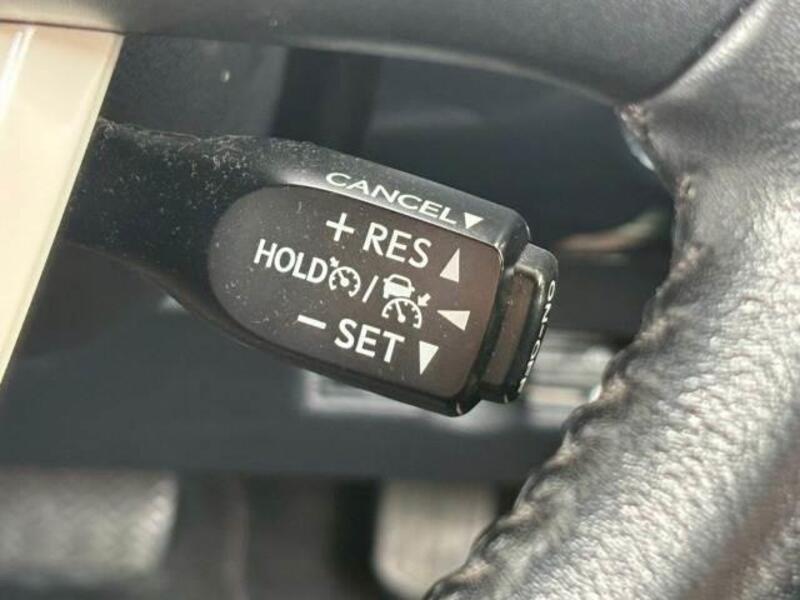 CANCEL▼
+ RES ▲
HOLD / ◀
− SET ▼
ON-OFF